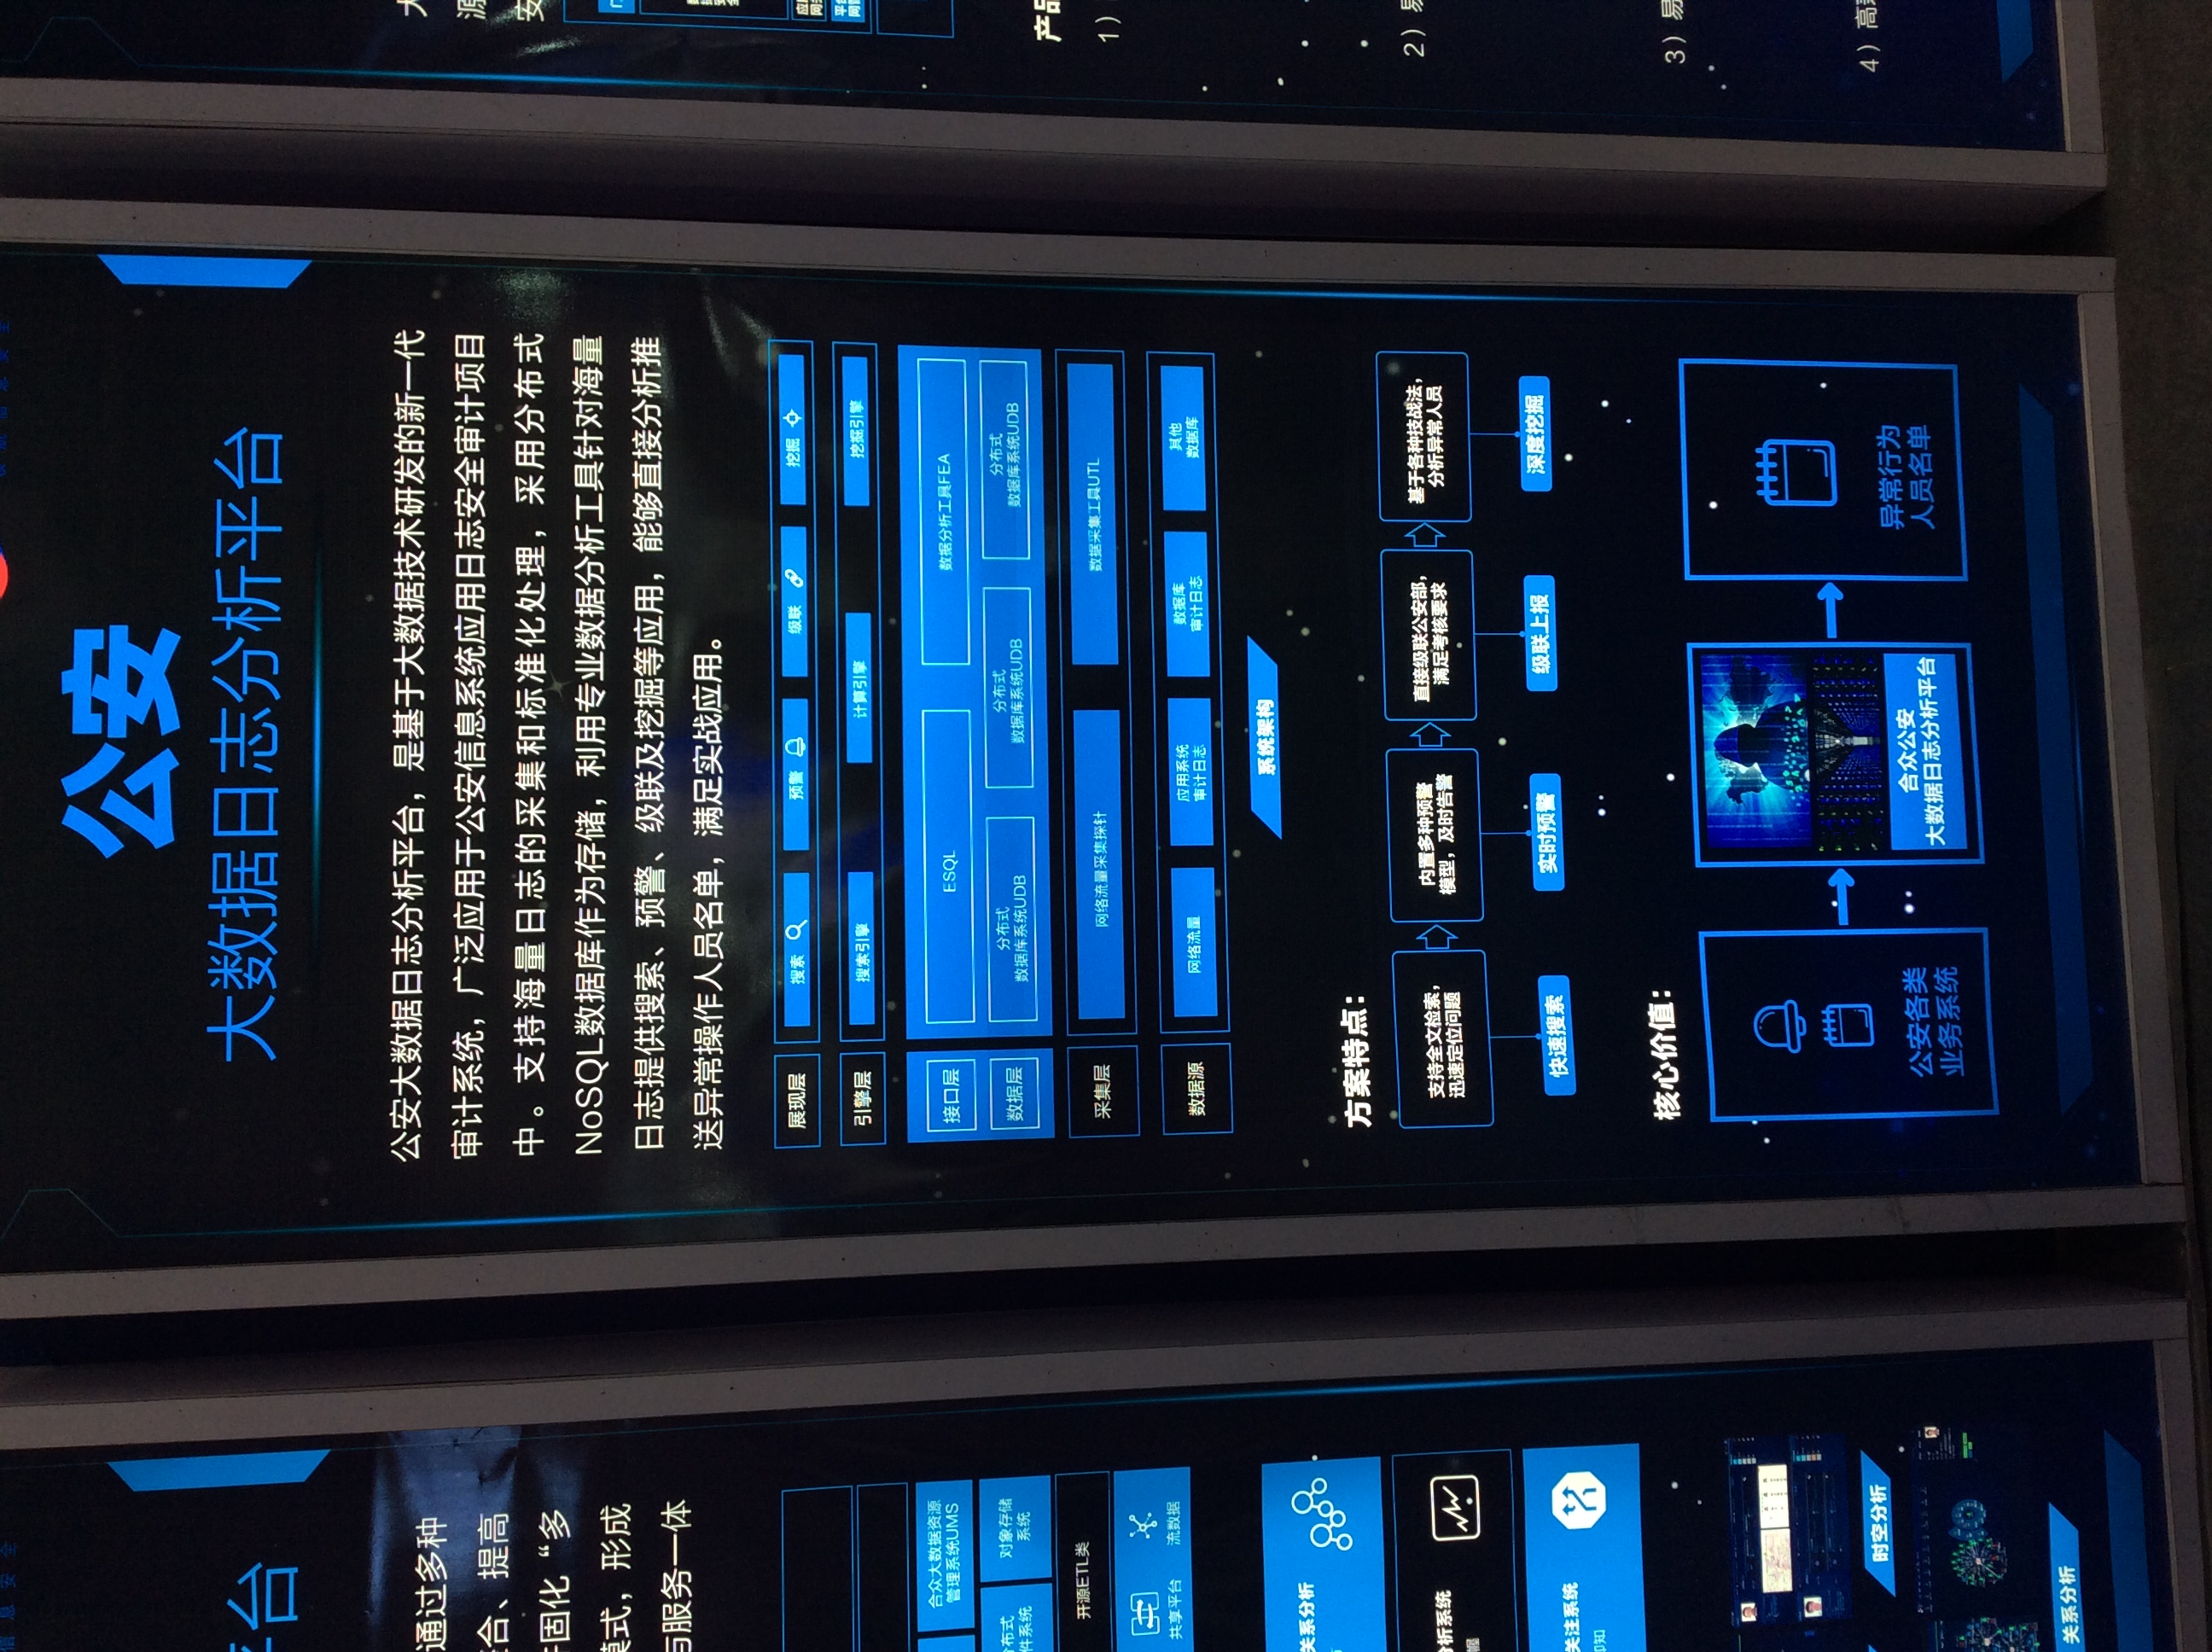 信息安全
平台
通过多种
整合、提高
并固化“多
模式，形成
与服务一体
合众大数据资源
管理系统UMS
分布式
件系统
对象存储
系统
开源ETL类
共享平台
流数据
关系分析
分析系统
关注系统
即知
时空分析
关系分析
公安
大数据日志分析平台
公安大数据日志分析平台，是基于大数据技术研发的新一代
审计系统，广泛应用于公安信息系统应用日志安全审计项目
中。支持海量日志的采集和标准化处理，采用分布式
NoSQL数据库作为存储，利用专业数据分析工具针对海量
日志提供搜索、预警、级联及挖掘等应用，能够直接分析推
送异常操作人员名单，满足实战应用。
展现层
搜索
预警
级联
挖掘
引擎层
搜索引擎
计算引擎
挖掘引擎
接口层
ESQL
数据分析工具FEA
数据层
分布式
数据库系统UDB
分布式
数据库系统UDB
分布式
数据库系统UDB
采集层
网络流量采集探针
数据采集工具UTL
数据源
网络流量
应用系统
审计日志
数据库
审计日志
其他
数据库
系统架构
方案特点：
支持全文检索，
迅速定位问题
内置多种预警
模型，及时告警
直接级联公安部，
满足考核要求
基于各种技战法，
分析异常人员
快速搜索
实时预警
级联上报
深度挖掘
核心价值：
公安各类
业务系统
合众公安
大数据日志分析平台
异常行为
人员名单
大
源
安
产品
1）
2）易
3）易
4）高